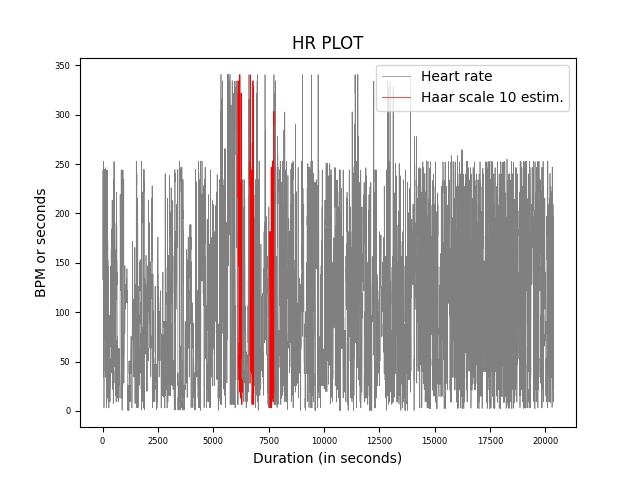 HR PLOT
Heart rate
Haar scale 10 estim.
350
300
250
200
150
100
50
0
BPM or seconds
0 2500 5000 7500 10000 12500 15000 17500 20000
Duration (in seconds)